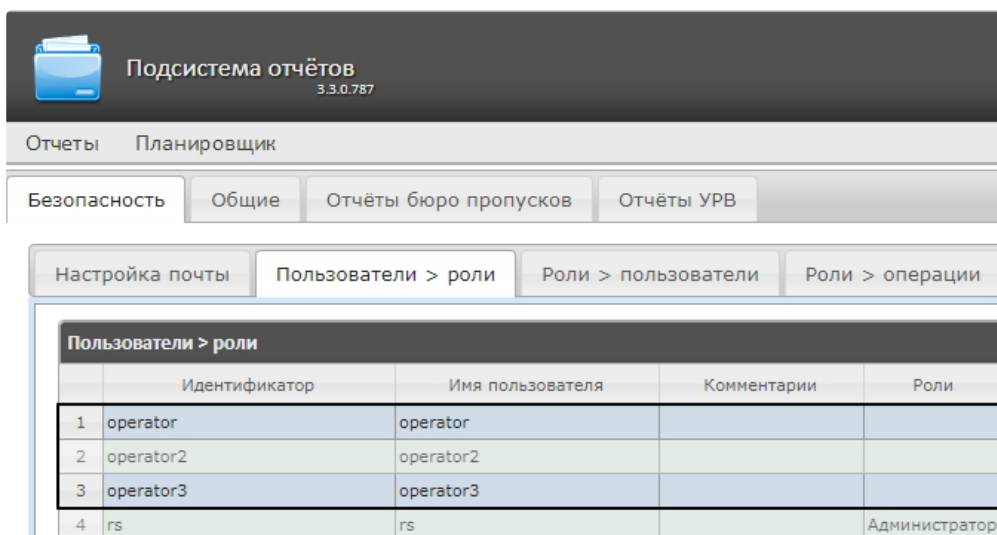 Подсистема отчётов
3.3.0.787
Отчеты Планировщик
Безопасность Общие Отчёты бюро пропусков Отчёты УРВ
Настройка почты Пользователи > роли Роли > пользователи Роли > операции
Пользователи > роли
Идентификатор Имя пользователя Комментарии Роли
1 operator operator
2 operator2 operator2
3 operator3 operator3
4 rs rs Администратор